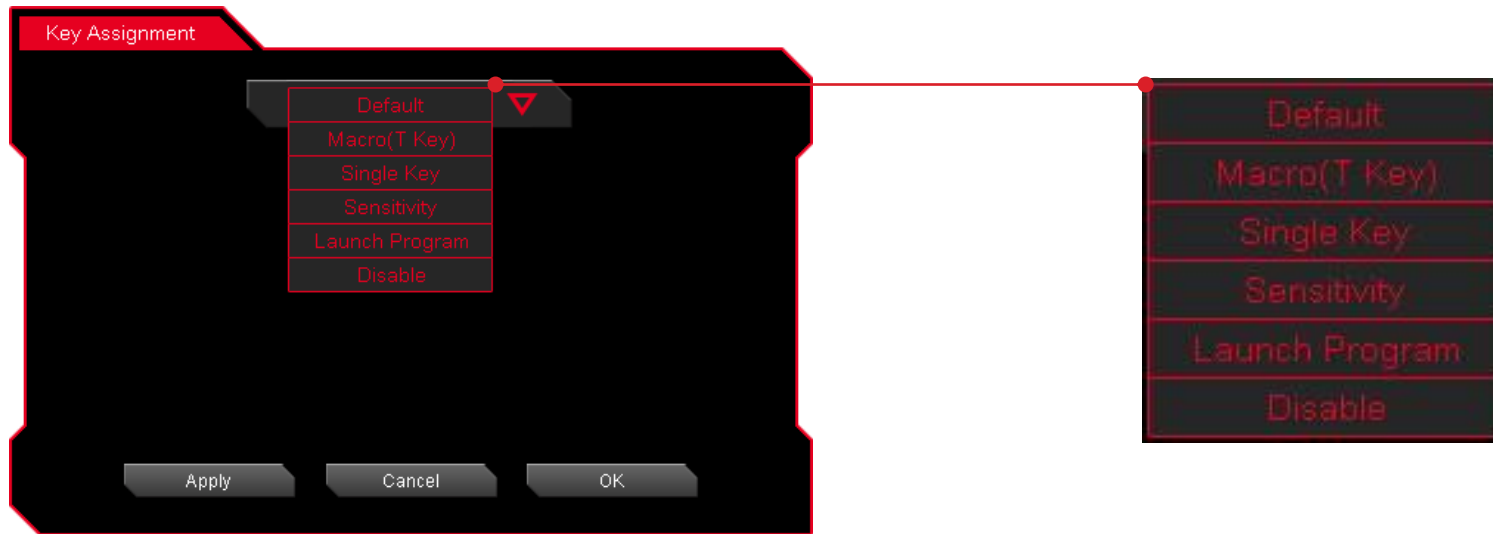 Key Assignment
Default
Macro(T Key)
Single Key
Sensitivity
Launch Program
Disable
Apply
Cancel
OK
Default
Macro(T Key)
Single Key
Sensitivity
Launch Program
Disable